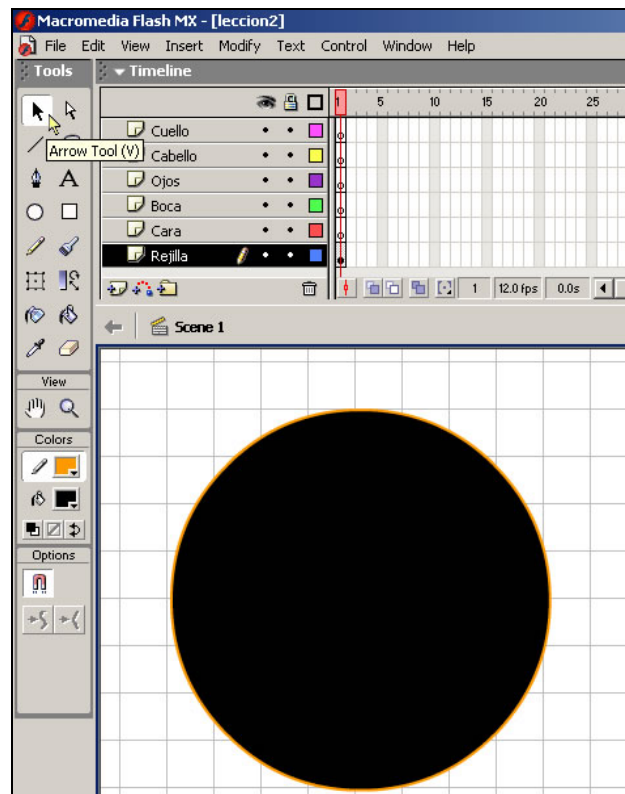 Macromedia Flash MX - [leccion2]
File Edit View Insert Modify Text Control Window Help
Tools
Timeline
1 5 10 15 20 25
Cuello
Arrow Tool (V)
Cabello
Ojos
Boca
Cara
Rejilla
1 12.0 fps 0.0s
Scene 1
A
View
Colors
Options